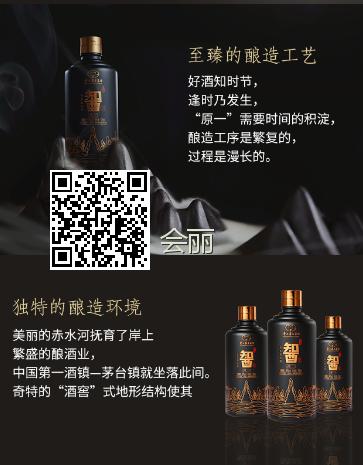 至臻的酿造工艺
好酒知时节，
逢时乃发生，
“原一”需要时间的积淀，
酿造工序是繁复的，
过程是漫长的。
智
会丽
独特的酿造环境
美丽的赤水河抚育了岸上
繁盛的酿酒业，
中国第一酒镇—茅台镇就坐落此间。
奇特的“酒窖”式地形结构使其
智
智
智